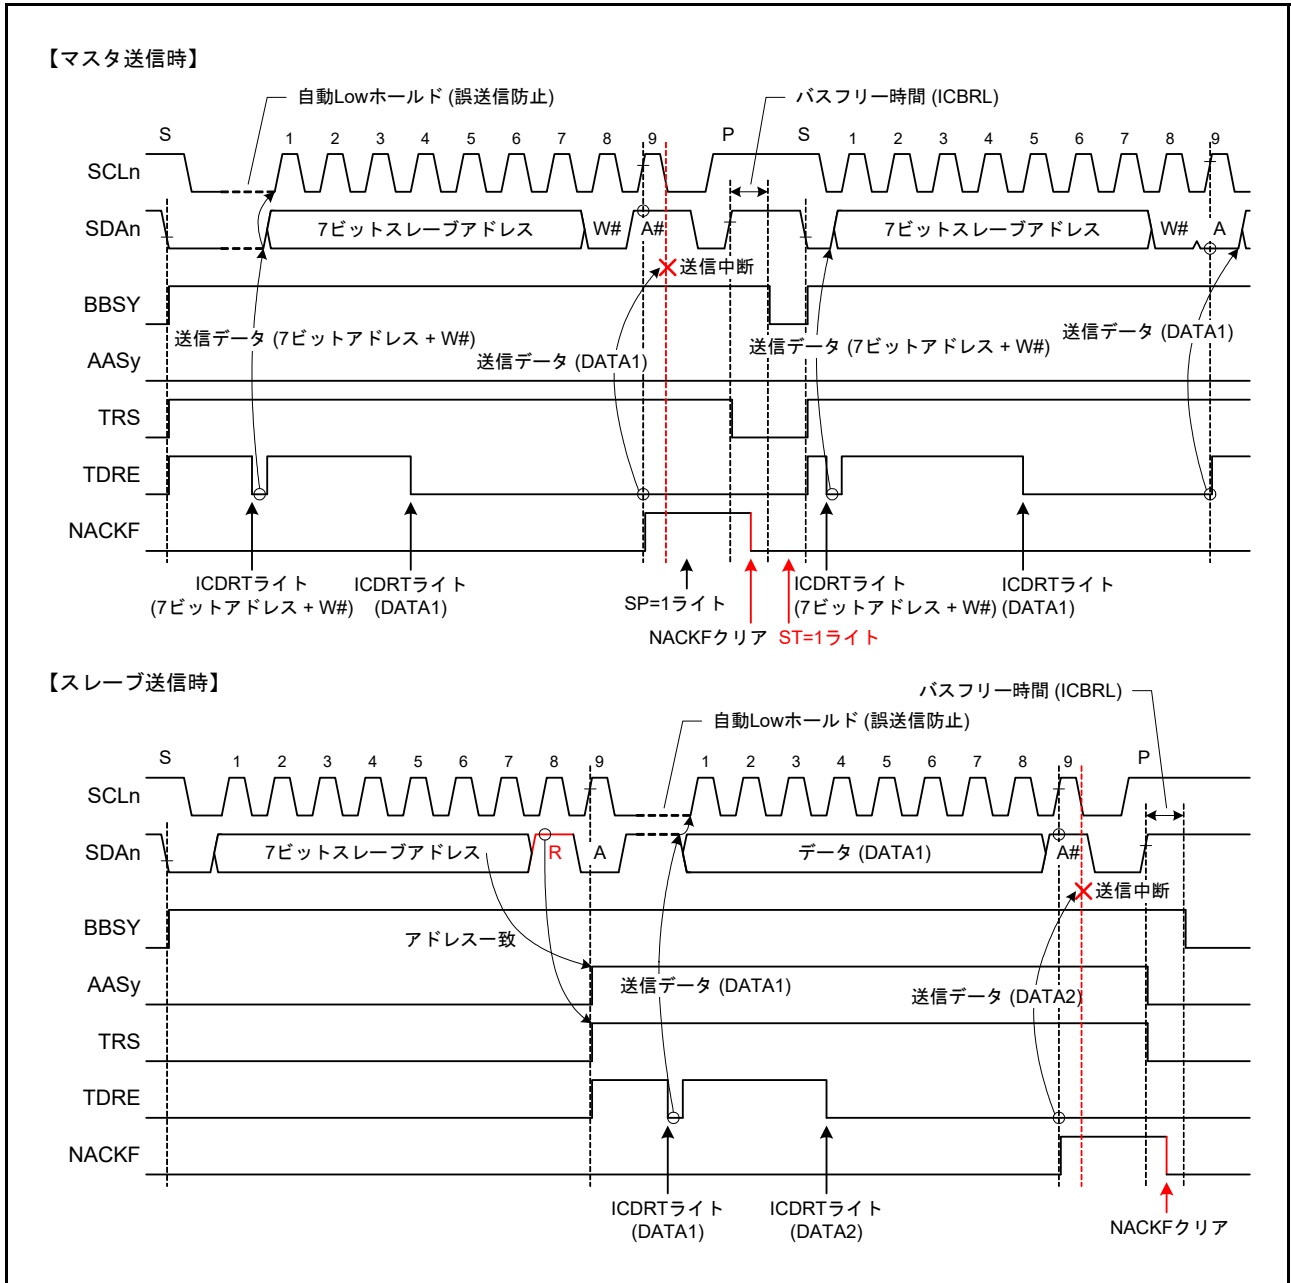 【マスタ送信時】
自動Lowホールド (誤送信防止)
バスフリー時間 (ICBRL)
S 1 2 3 4 5 6 7 8 9 P S 1 2 3 4 5 6 7 8 9
SCLn
SDAn 7ビットスレーブアドレス W# A# 7ビットスレーブアドレス W# A
送信中断
BBSY
送信データ (7ビットアドレス + W#) 送信データ (DATA1) 送信データ (7ビットアドレス + W#) 送信データ (DATA1)
AASy
TRS
TDRE
NACKF
ICDRTライト
(7ビットアドレス + W#)
ICDRTライト
(DATA1)
SP=1ライト
NACKFクリア
ST=1ライト
ICDRTライト
(7ビットアドレス + W#)
ICDRTライト
(DATA1)
【スレーブ送信時】
バスフリー時間 (ICBRL)
自動Lowホールド (誤送信防止)
S 1 2 3 4 5 6 7 8 9 1 2 3 4 5 6 7 8 9 P
SCLn
SDAn 7ビットスレーブアドレス R A データ (DATA1) A#
送信中断
BBSY
アドレス一致
AASy
送信データ (DATA1) 送信データ (DATA2)
TRS
TDRE
NACKF
ICDRTライト
(DATA1)
ICDRTライト
(DATA2)
NACKFクリア